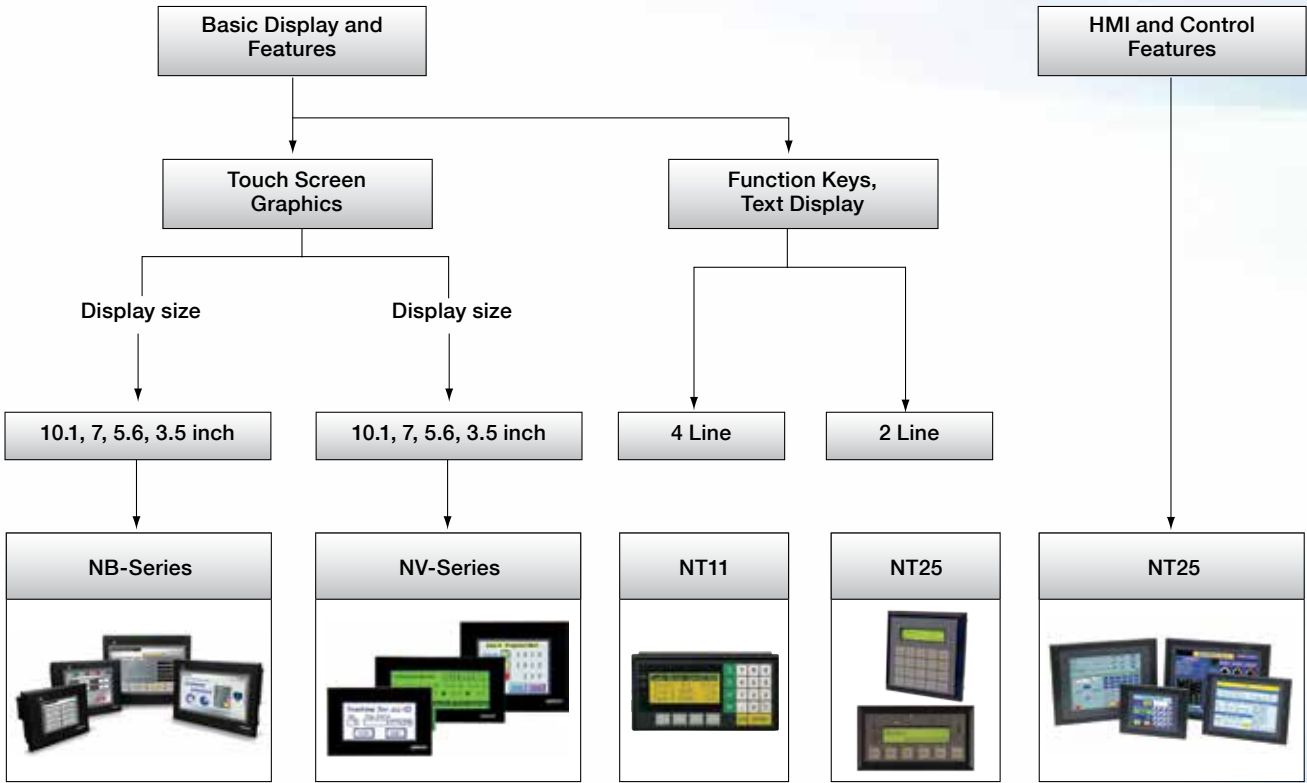 Basic Display and
Features
HMI and Control
Features
Touch Screen
Graphics
Function Keys,
Text Display
Display size
Display size
10.1, 7, 5.6, 3.5 inch
10.1, 7, 5.6, 3.5 inch
4 Line
2 Line
NB-Series
NV-Series
NT11
NT25
NT25